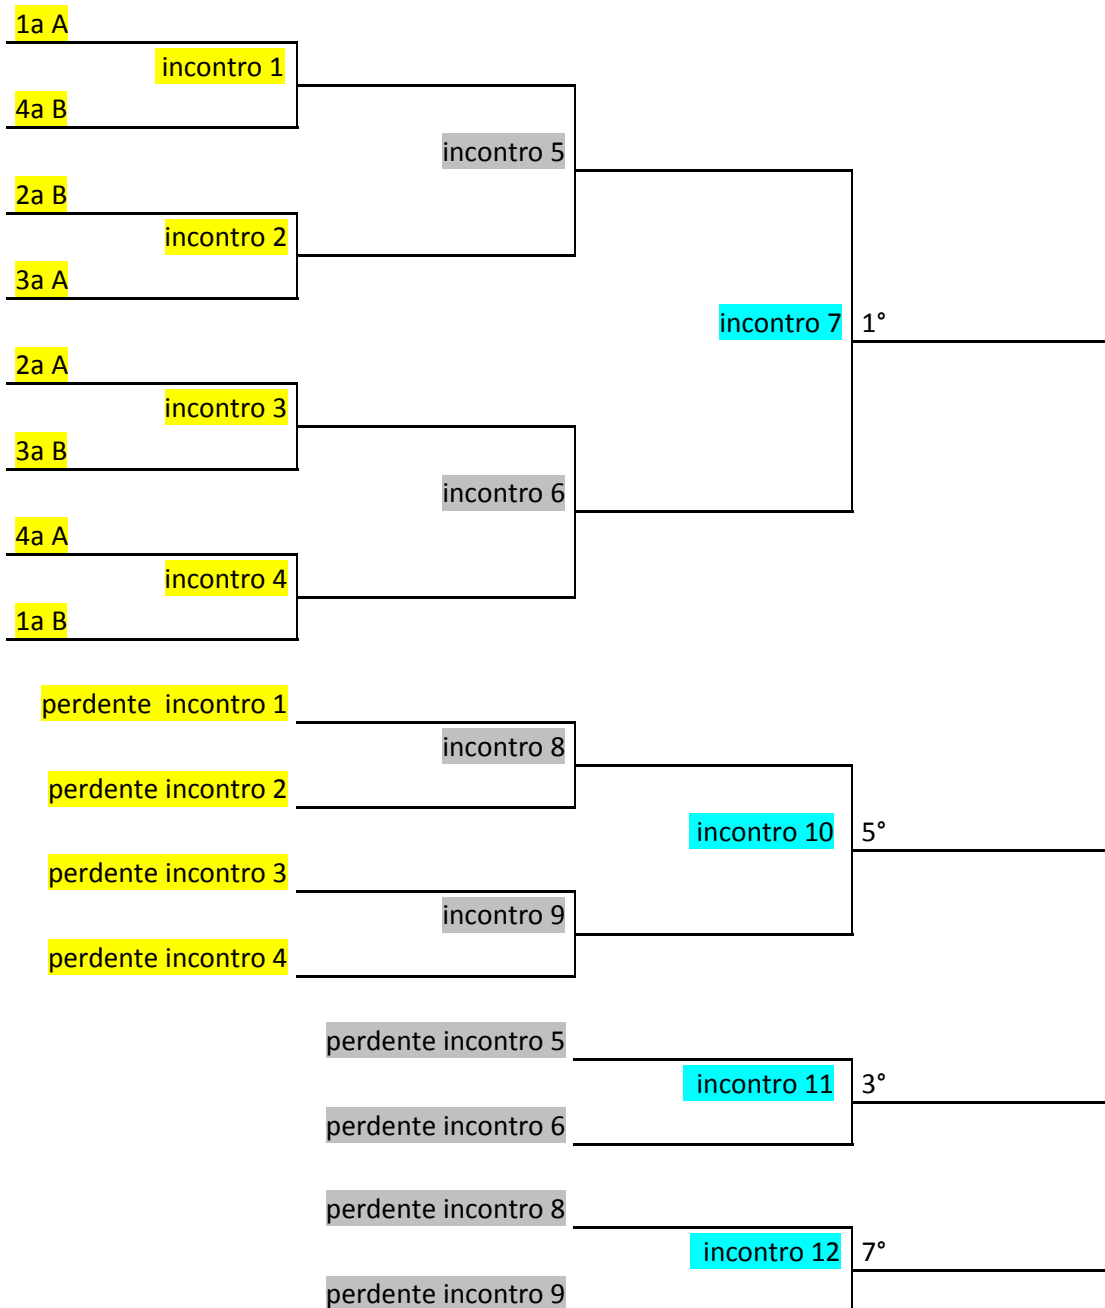 1a A
incontro 1
4a B
incontro 5
2a B
incontro 2
3a A
incontro 7 1°
2a A
incontro 3
3a B
incontro 6
4a A
incontro 4
1a B
perdente incontro 1
incontro 8
perdente incontro 2
incontro 10 5°
perdente incontro 3
incontro 9
perdente incontro 4
perdente incontro 5
incontro 11 3°
perdente incontro 6
perdente incontro 8
incontro 12 7°
perdente incontro 9